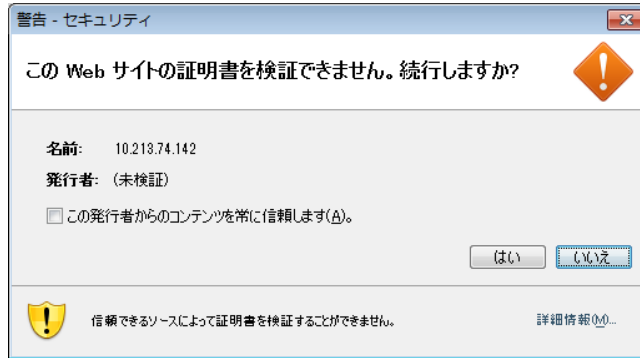 警告 - セキュリティ
この Web サイトの証明書を検証できません。続行しますか?
名前: 10.213.74.142
発行者: (未検証)
この発行者からのコンテンツを常に信頼します(A)。
はい いいえ
信頼できるソースによって証明書を検証することができません。 詳細情報(M)...